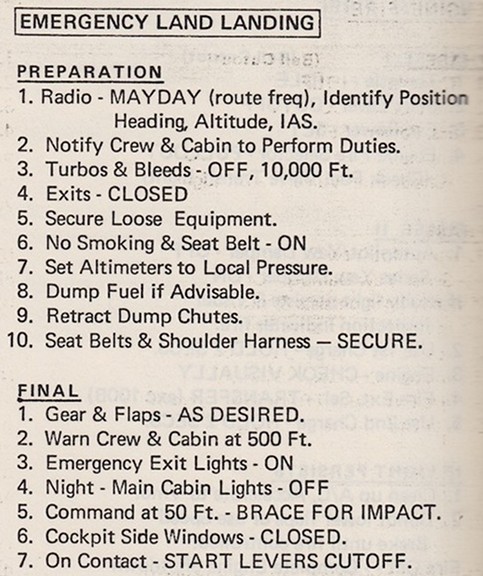 EMERGENCY LAND LANDING
PREPARATION
1. Radio - MAYDAY (route freq), Identify Position
Heading, Altitude, IAS.
2. Notify Crew & Cabin to Perform Duties.
3. Turbos & Bleeds - OFF, 10,000 Ft.
4. Exits - CLOSED
5. Secure Loose Equipment.
6. No Smoking & Seat Belt - ON
7. Set Altimeters to Local Pressure.
8. Dump Fuel if Advisable.
9. Retract Dump Chutes.
10. Seat Belts & Shoulder Harness — SECURE.
FINAL
1. Gear & Flaps - AS DESIRED.
2. Warn Crew & Cabin at 500 Ft.
3. Emergency Exit Lights - ON
4. Night - Main Cabin Lights - OFF
5. Command at 50 Ft. - BRACE FOR IMPACT.
6. Cockpit Side Windows - CLOSED.
7. On Contact - START LEVERS CUTOFF.